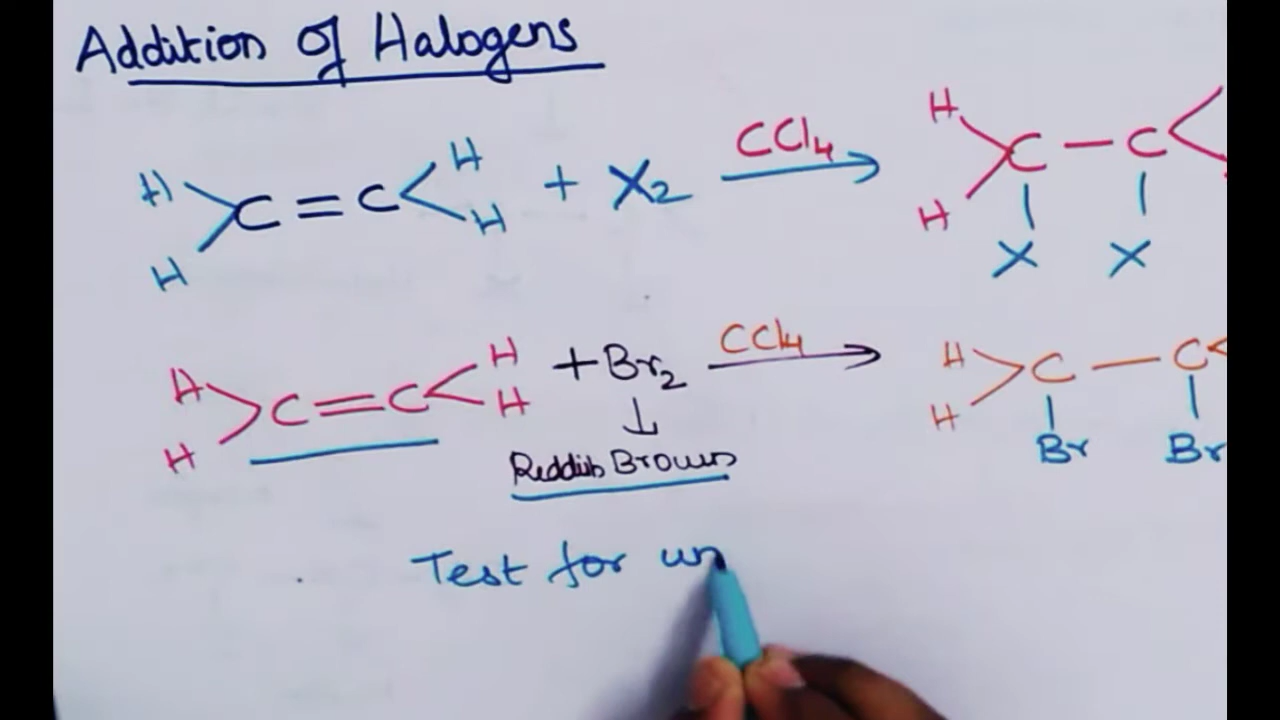 Addition of Halogens
H H H H C = C + X2 CCl4 → H H C - C X X
H H H H C = C + Br2 CCl4 → H H C - C Br Br
↓
Reddish Brown
Test for un